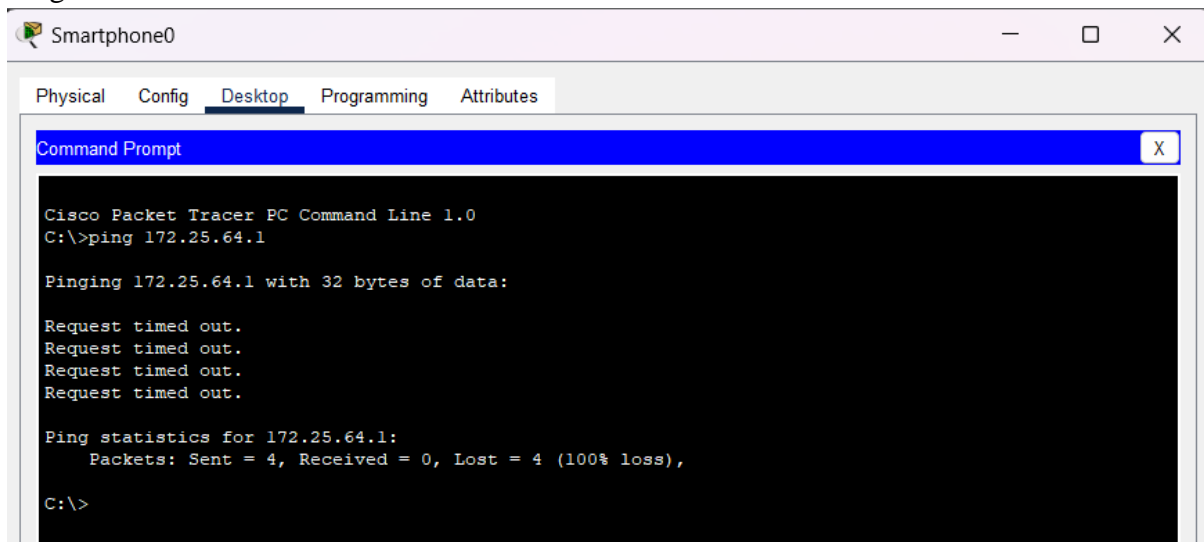 Smartphone0
Physical Config Desktop Programming Attributes
Command Prompt X
Cisco Packet Tracer PC Command Line 1.0
C:\>ping 172.25.64.1
Pinging 172.25.64.1 with 32 bytes of data:
Request timed out.
Request timed out.
Request timed out.
Request timed out.
Ping statistics for 172.25.64.1:
Packets: Sent = 4, Received = 0, Lost = 4 (100% loss),
C:\>